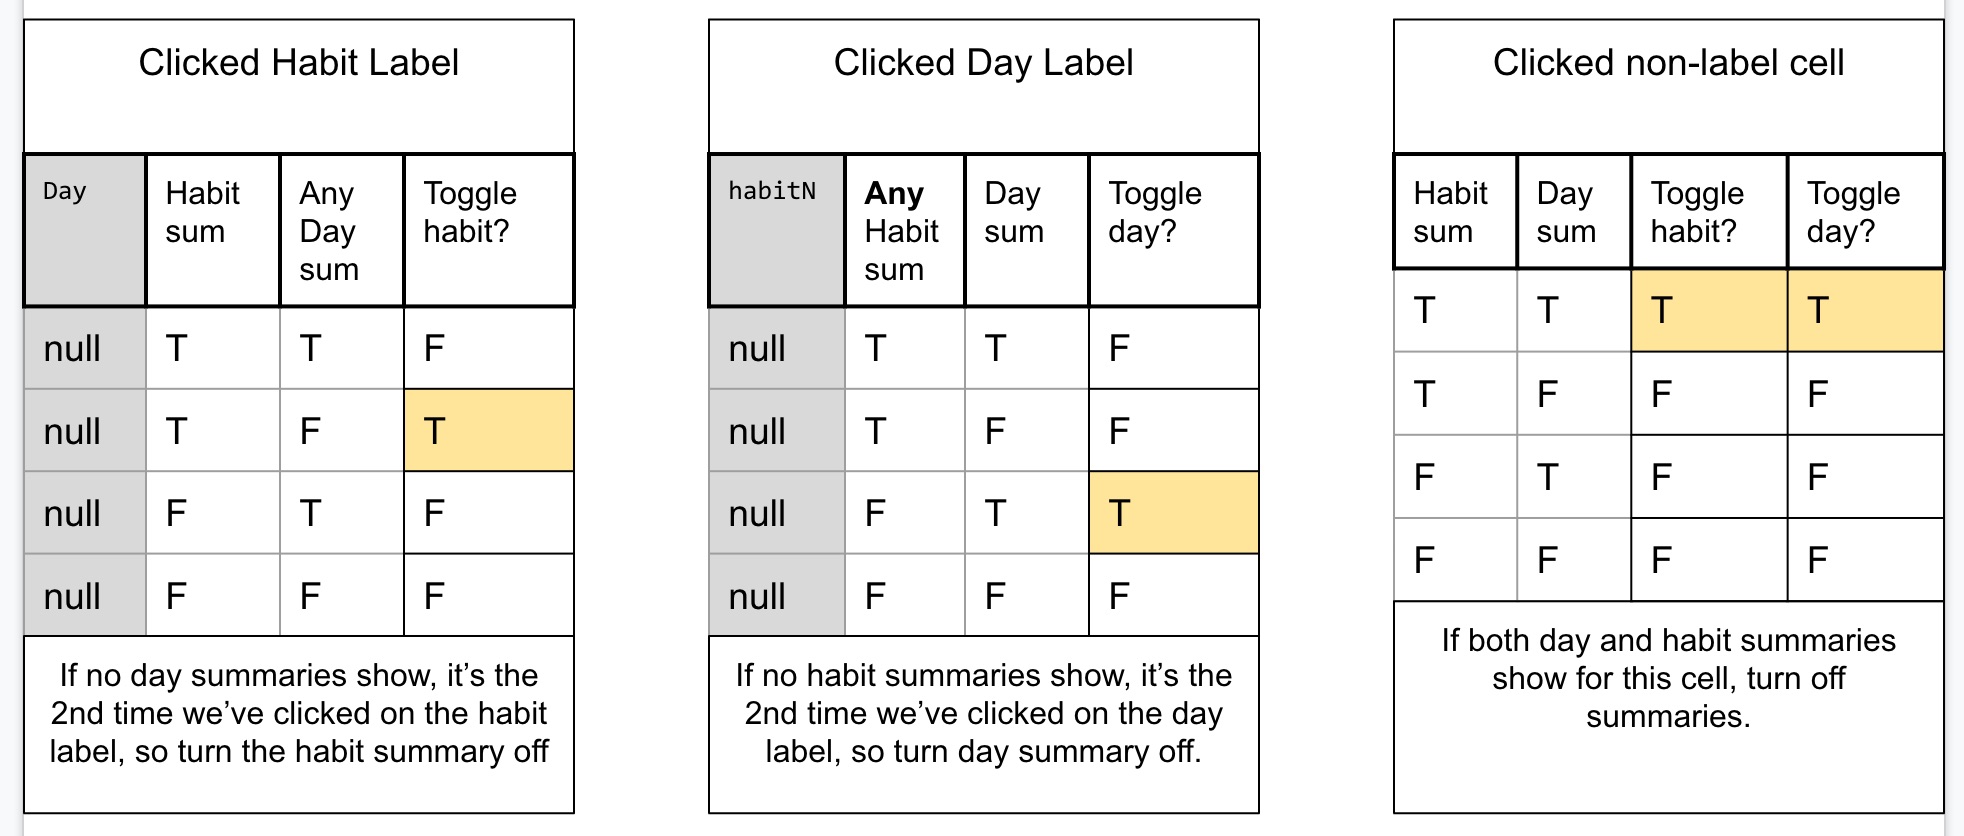 Clicked Habit Label
Day
Habit
sum
Any
Day
sum
Toggle
habit?
null T T F
null T F T
null F T F
null F F F
If no day summaries show, it’s the
2nd time we’ve clicked on the habit
label, so turn the habit summary off
Clicked Day Label
habitN
Any
Habit
sum
Day
sum
Toggle
day?
null T T F
null T F F
null F T T
null F F F
If no habit summaries show, it’s the
2nd time we’ve clicked on the day
label, so turn day summary off.
Clicked non-label cell
Habit
sum
Day
sum
Toggle
habit?
Toggle
day?
T T T T
T F F F
F T F F
F F F F
If both day and habit summaries
show for this cell, turn off
summaries.